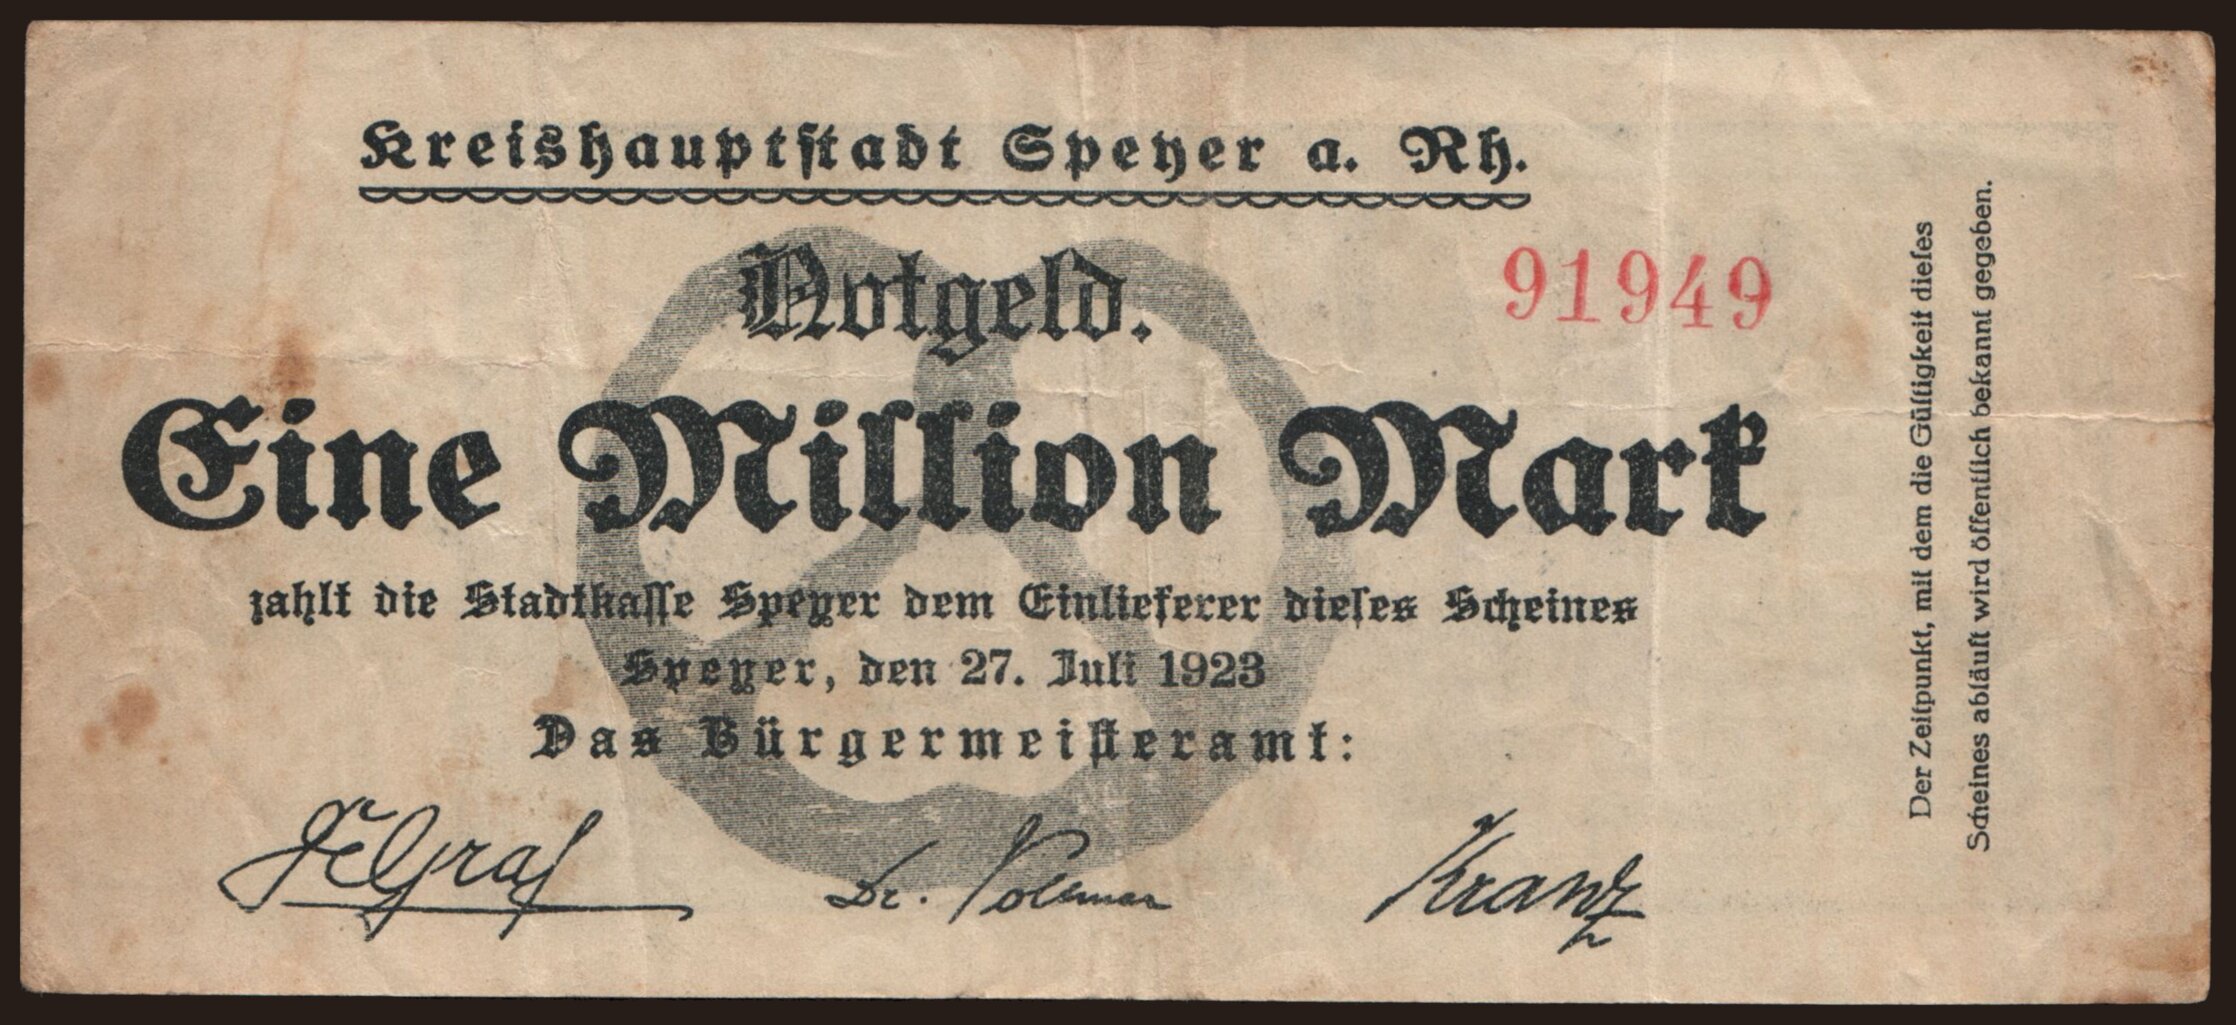 Kreishauptstadt Speyer a. Rh.
Notgeld.
91949
Eine Million Mark
zahlt die Stadtkasse Speyer dem Einlieferer dieses Scheines
Speyer, den 27. Juli 1923
Das Bürgermeisteramt:
Graf
Dr. Volkmar
Kranz
Der Zeitpunkt, mit dem die Gültigkeit dieses
Scheines abläuft wird öffentlich bekannt gegeben.